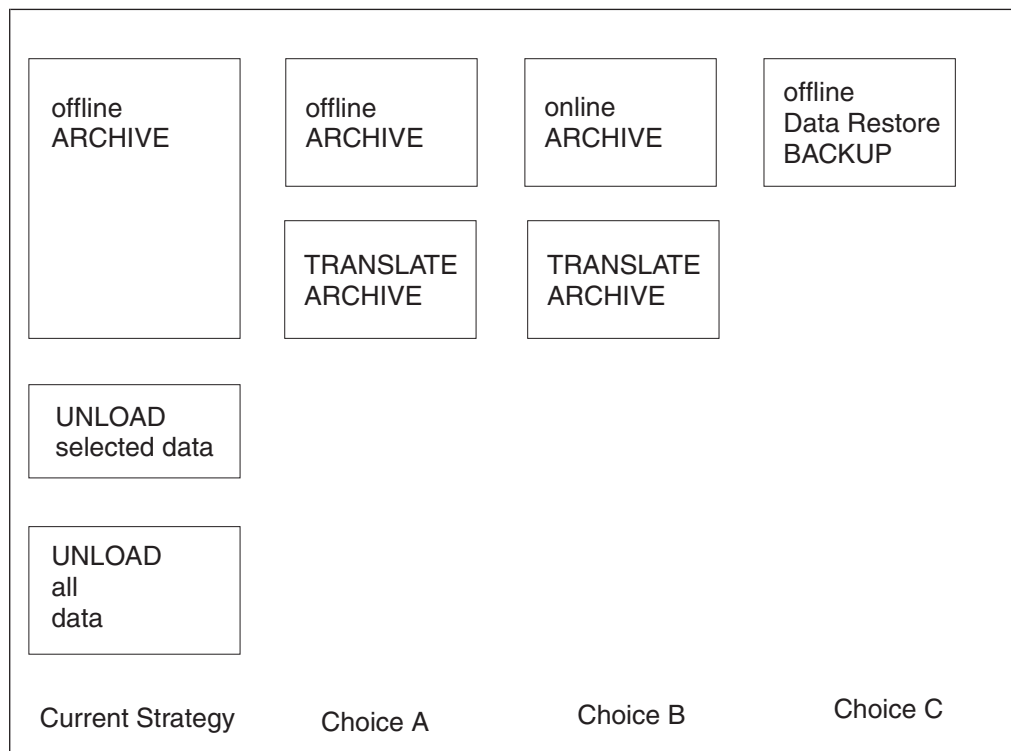 offline
ARCHIVE
offline
ARCHIVE
online
ARCHIVE
offline
Data Restore
BACKUP
TRANSLATE
ARCHIVE
TRANSLATE
ARCHIVE
UNLOAD
selected data
UNLOAD
all
data
Current Strategy
Choice A
Choice B
Choice C